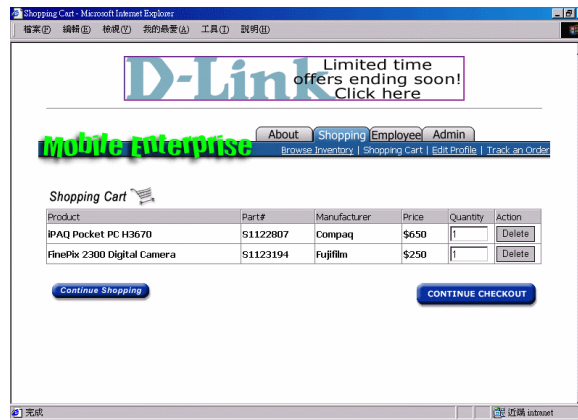 Shopping Cart - Microsoft Internet Explorer
檔案(F) 編輯(E) 檢視(V) 我的最愛(A) 工具(T) 說明(H)
D-Link
Limited time
offers ending soon!
Click here
Mobile Enterprise
About Shopping Employee Admin
Browse Inventory | Shopping Cart | Edit Profile | Track an Order
Shopping Cart
Product Part# Manufacturer Price Quantity Action
iPAQ Pocket PC H3670 S1122807 Compaq $650 1 Delete
FinePix 2300 Digital Camera S1123194 Fujifilm $250 1 Delete
Continue Shopping CONTINUE CHECKOUT
完成 近端 intranet